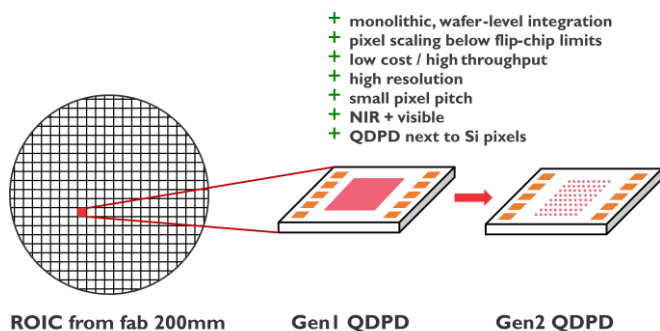 + monolithic, wafer-level integration
+ pixel scaling below flip-chip limits
+ low cost / high throughput
+ high resolution
+ small pixel pitch
+ NIR + visible
+ QDPD next to Si pixels
ROIC from fab 200mm
Gen1 QDPD
Gen2 QDPD